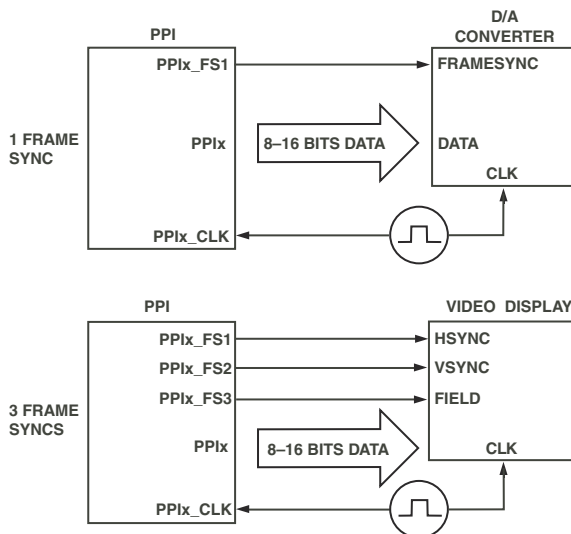 PPI
D/A
CONVERTER
PPIx_FS1
FRAMESYNC
1 FRAME
SYNC
PPIx
8–16 BITS DATA
DATA
CLK
PPIx_CLK
PPI
VIDEO DISPLAY
PPIx_FS1
HSYNC
PPIx_FS2
VSYNC
PPIx_FS3
FIELD
3 FRAME
SYNCS
PPIx
8–16 BITS DATA
CLK
PPIx_CLK